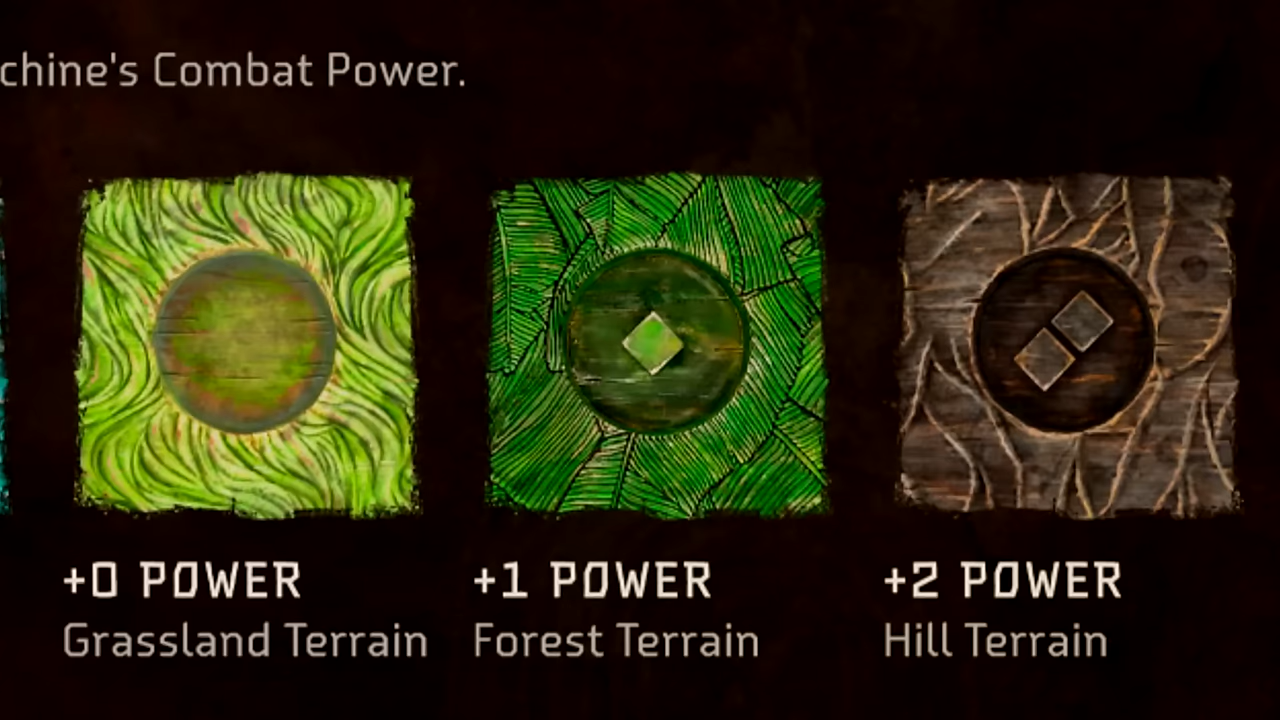 chine's Combat Power.
+0 POWER
Grassland Terrain
+1 POWER
Forest Terrain
+2 POWER
Hill Terrain